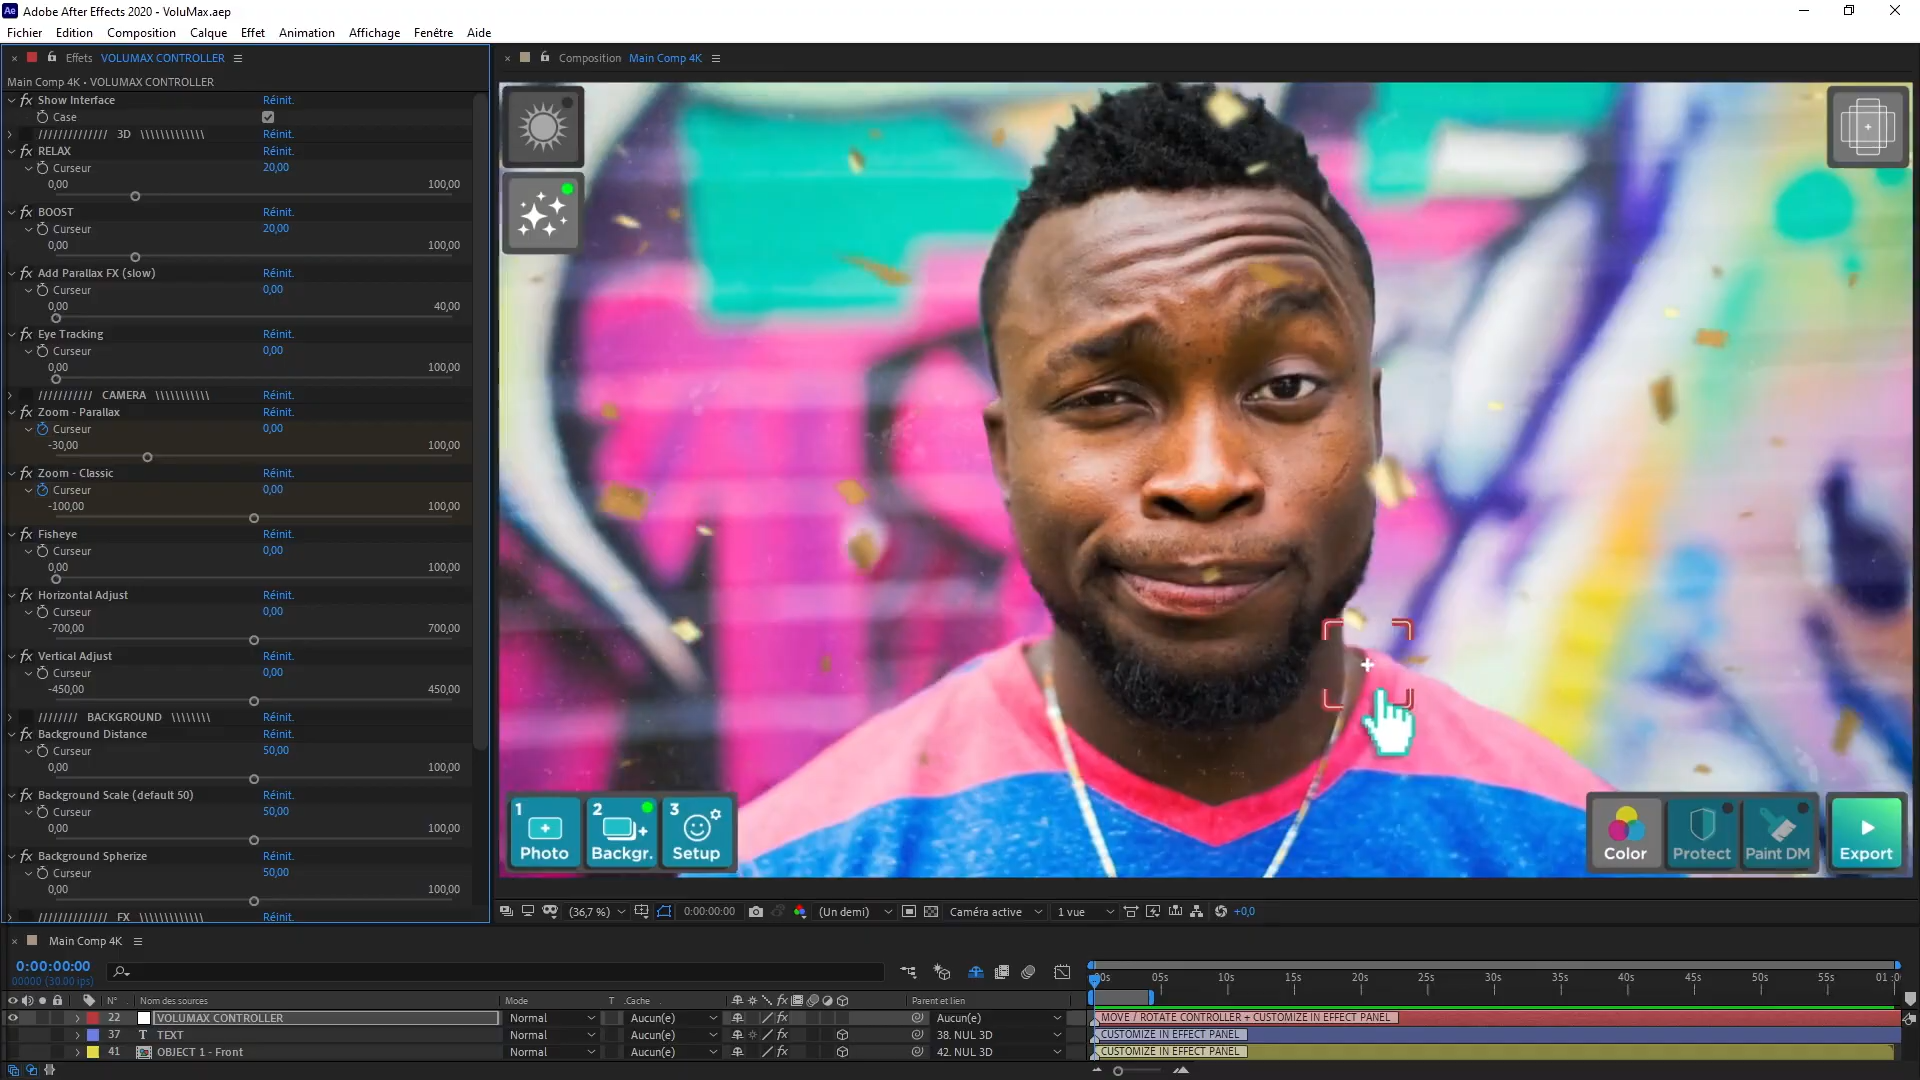 Adobe After Effects 2020 - VoluMax.aep
Fichier Edition Composition Calque Effet Animation Affichage Fenêtre Aide
Effets VOLUMAX CONTROLLER
Main Comp 4K • VOLUMAX CONTROLLER
Show Interface Réinit.
Case
////////////// 3D \\\\\\\\\\\\\ Réinit.
RELAX Réinit.
Curseur 20,00
0,00 100,00
BOOST Réinit.
Curseur 20,00
0,00 100,00
Add Parallax FX (slow) Réinit.
Curseur 0,00
0,00 40,00
Eye Tracking Réinit.
Curseur 0,00
0,00 100,00
/////////// CAMERA \\\\\\\\\\\ Réinit.
Zoom - Parallax Réinit.
Curseur 0,00
-30,00 100,00
Zoom - Classic Réinit.
Curseur 0,00
-100,00 100,00
Fisheye Réinit.
Curseur 0,00
0,00 100,00
Horizontal Adjust Réinit.
Curseur 0,00
-700,00 700,00
Vertical Adjust Réinit.
Curseur 0,00
-450,00 450,00
//////// BACKGROUND \\\\\\\\ Réinit.
Background Distance Réinit.
Curseur 50,00
0,00 100,00
Background Scale (default 50) Réinit.
Curseur 50,00
0,00 100,00
Background Spherize Réinit.
Curseur 50,00
0,00 100,00
////////////// FX \\\\\\\\\\\\\ Réinit.
Composition Main Comp 4K
1 Photo
2 Backgr.
3 Setup
Color
Protect
Paint DM
Export
(36,7 %) 0:00:00:00 (Un demi) Caméra active 1 vue +0,0
Main Comp 4K
0:00:00:00
00000 (30.00 ips)
05s 10s 15s 20s 25s 30s 35s 40s 45s 50s 55s
N° Nom des sources Mode T .Cache Parent et lien
22 VOLUMAX CONTROLLER Normal Aucun(e) Aucun(e) MOVE / ROTATE CONTROLLER + CUSTOMIZE IN EFFECT PANEL
37 T TEXT Normal Aucun(e) 38. NUL 3D CUSTOMIZE IN EFFECT PANEL
41 OBJECT 1 - Front Normal Aucun(e) 42. NUL 3D CUSTOMIZE IN EFFECT PANEL